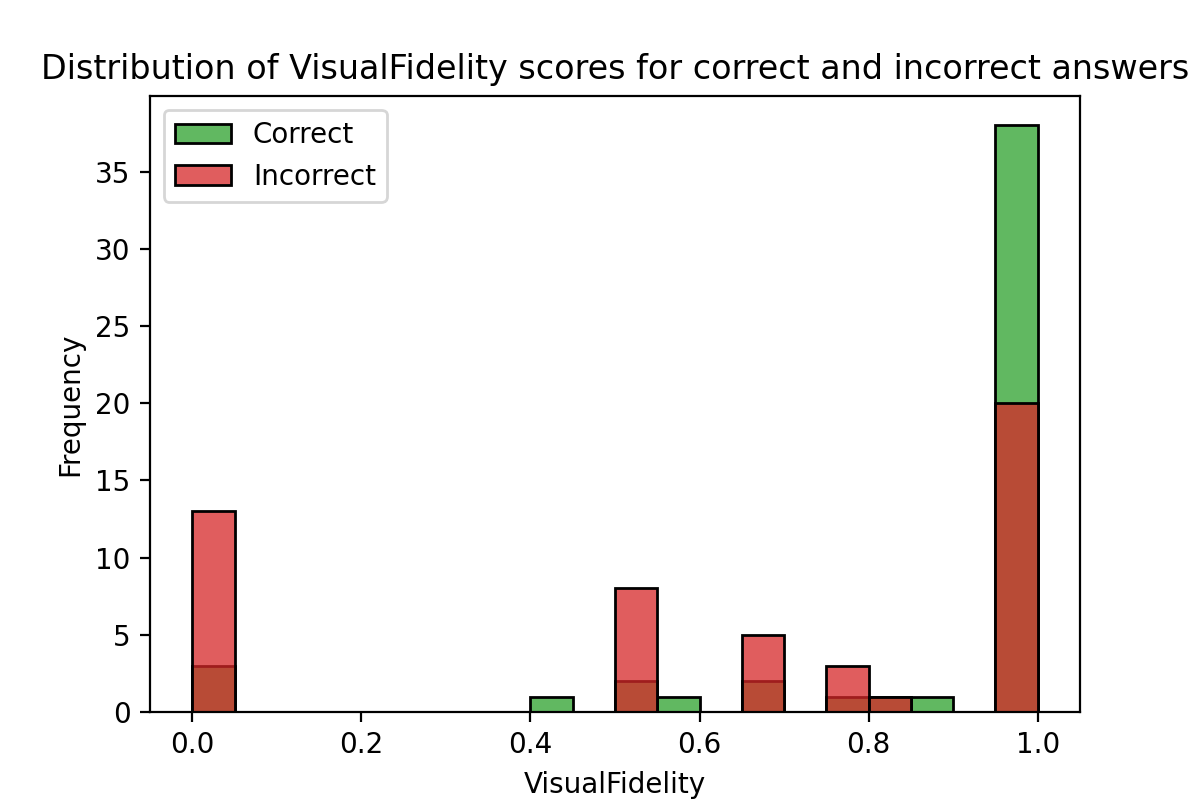 Distribution of VisualFidelity scores for correct and incorrect answers
Correct
Incorrect
35
30
25
20
15
10
5
0
Frequency
0.0 0.2 0.4 0.6 0.8 1.0
VisualFidelity